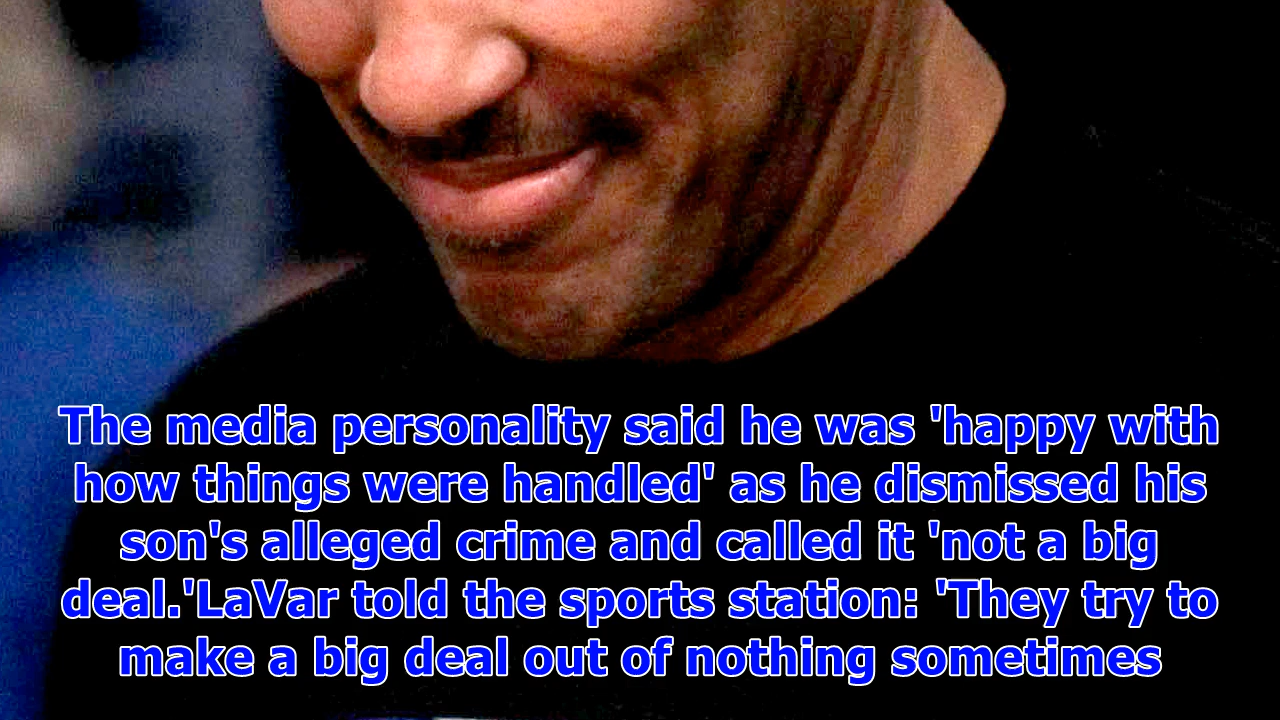 The media personality said he was 'happy with
how things were handled' as he dismissed his
son's alleged crime and called it 'not a big
deal.'LaVar told the sports station: 'They try to
make a big deal out of nothing sometimes